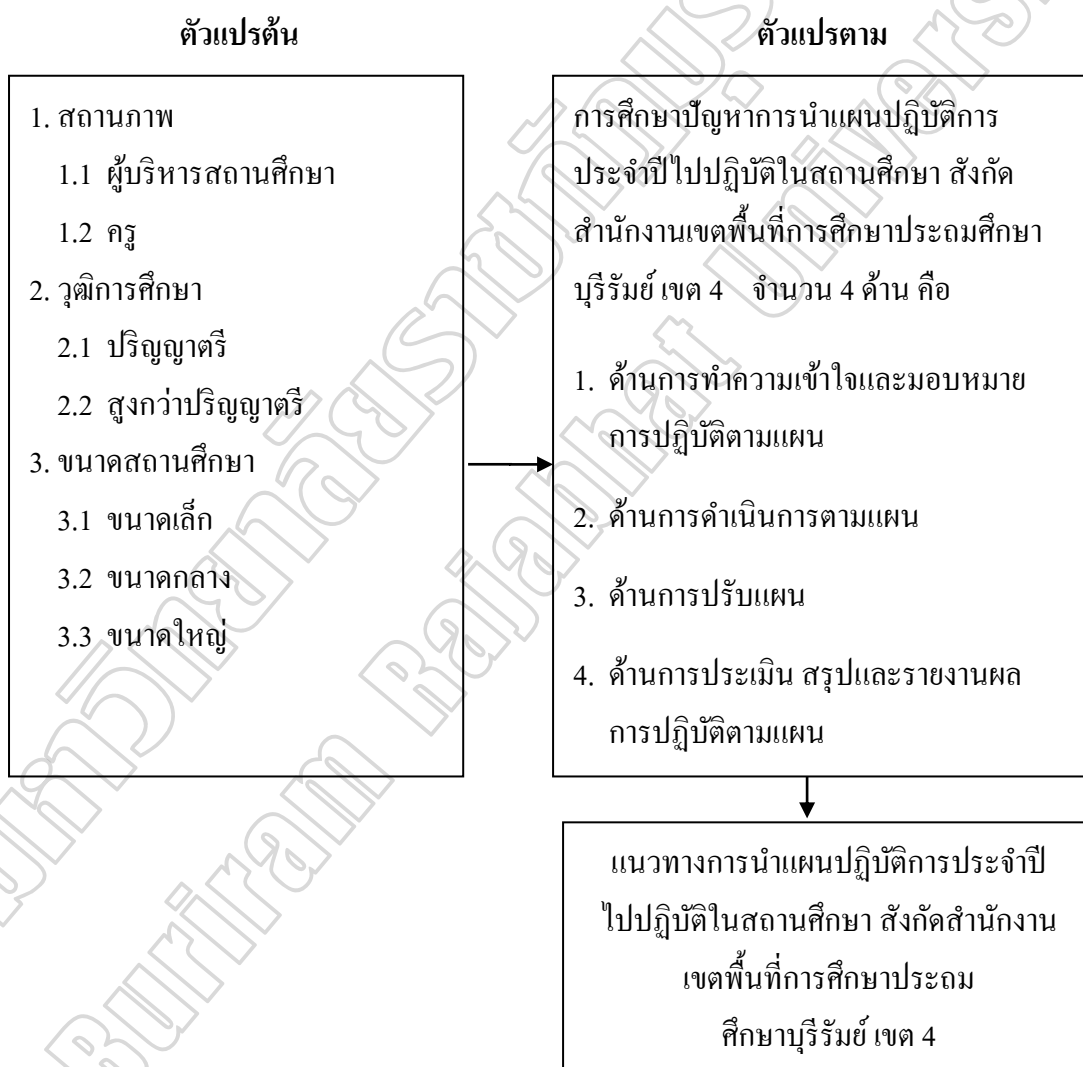 ตัวแปรต้น
1. สถานภาพ
1.1 ผู้บริหารสถานศึกษา
1.2 ครู
2. วุฒิการศึกษา
2.1 ปริญญาตรี
2.2 สูงกว่าปริญญาตรี
3. ขนาดสถานศึกษา
3.1 ขนาดเล็ก
3.2 ขนาดกลาง
3.3 ขนาดใหญ่
ตัวแปรตาม
การศึกษาปัญหาการนำแผนปฏิบัติการ
ประจำปีไปปฏิบัติในสถานศึกษา สังกัด
สำนักงานเขตพื้นที่การศึกษาประถมศึกษา
บุรีรัมย์ เขต 4 จำนวน 4 ด้าน คือ
1. ด้านการทำความเข้าใจและมอบหมาย
การปฏิบัติตามแผน
2. ด้านการดำเนินการตามแผน
3. ด้านการปรับแผน
4. ด้านการประเมิน สรุปและรายงานผล
การปฏิบัติตามแผน
แนวทางการนำแผนปฏิบัติการประจำปี
ไปปฏิบัติในสถานศึกษา สังกัดสำนักงาน
เขตพื้นที่การศึกษาประถม
ศึกษาบุรีรัมย์ เขต 4
Buriram Rajabhat